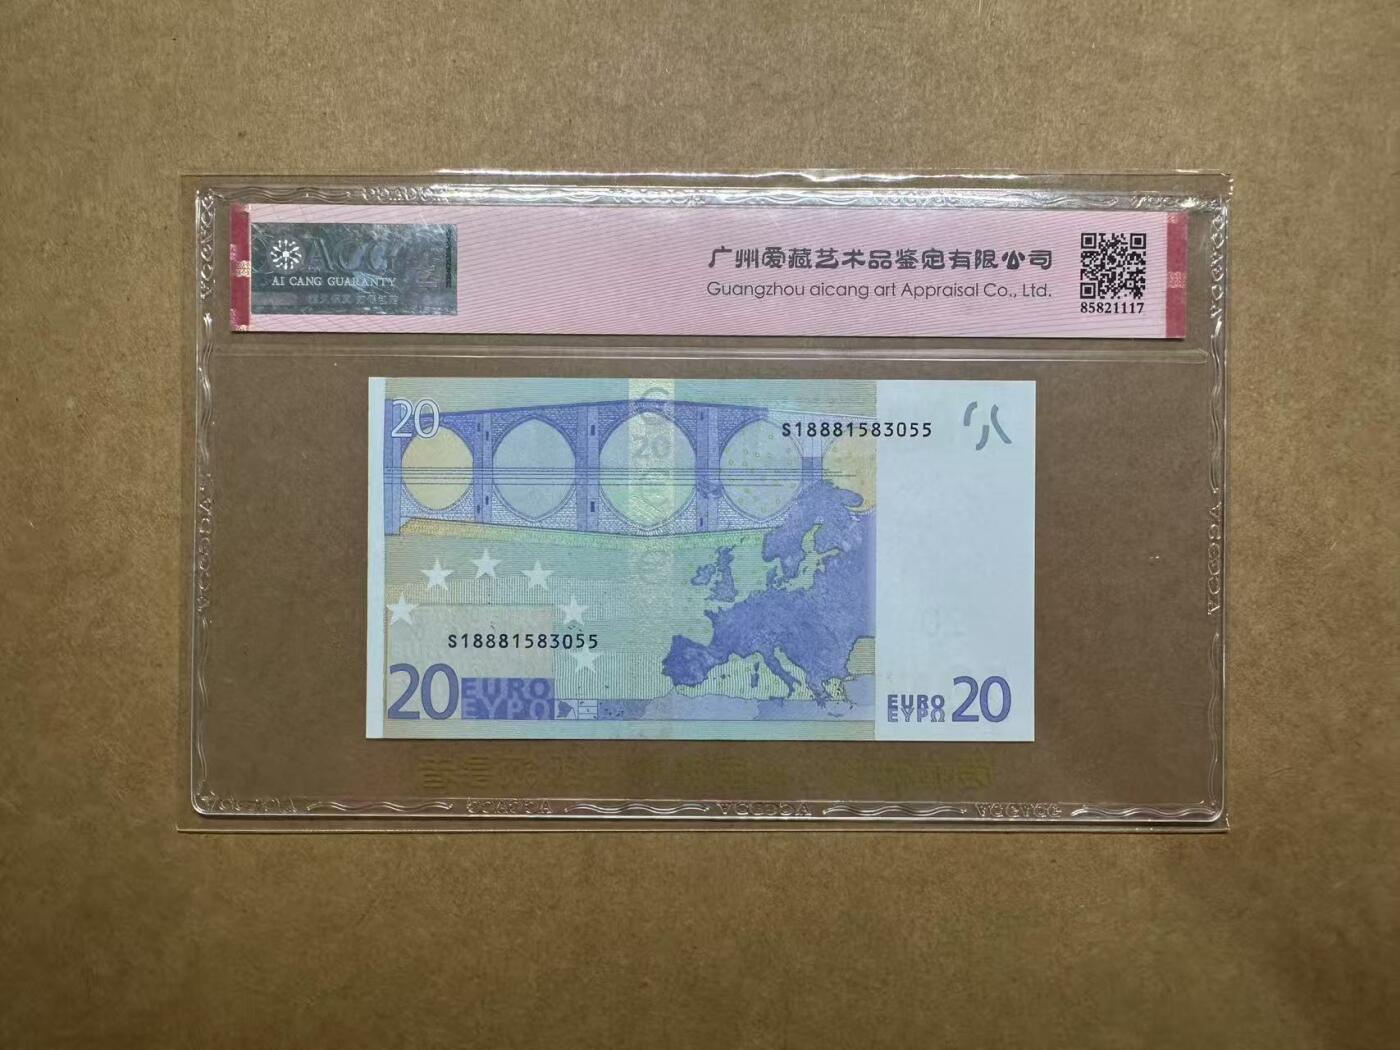 ACG
AI CANG GUARANTY
广州爱藏艺术品鉴定有限公司
Guangzhou aicang art Appraisal Co., Ltd.
85821117
20
20
S18881583055
S18881583055
20 EURO
ΕΥΡΩ
EURO
ΕΥΡΩ 20